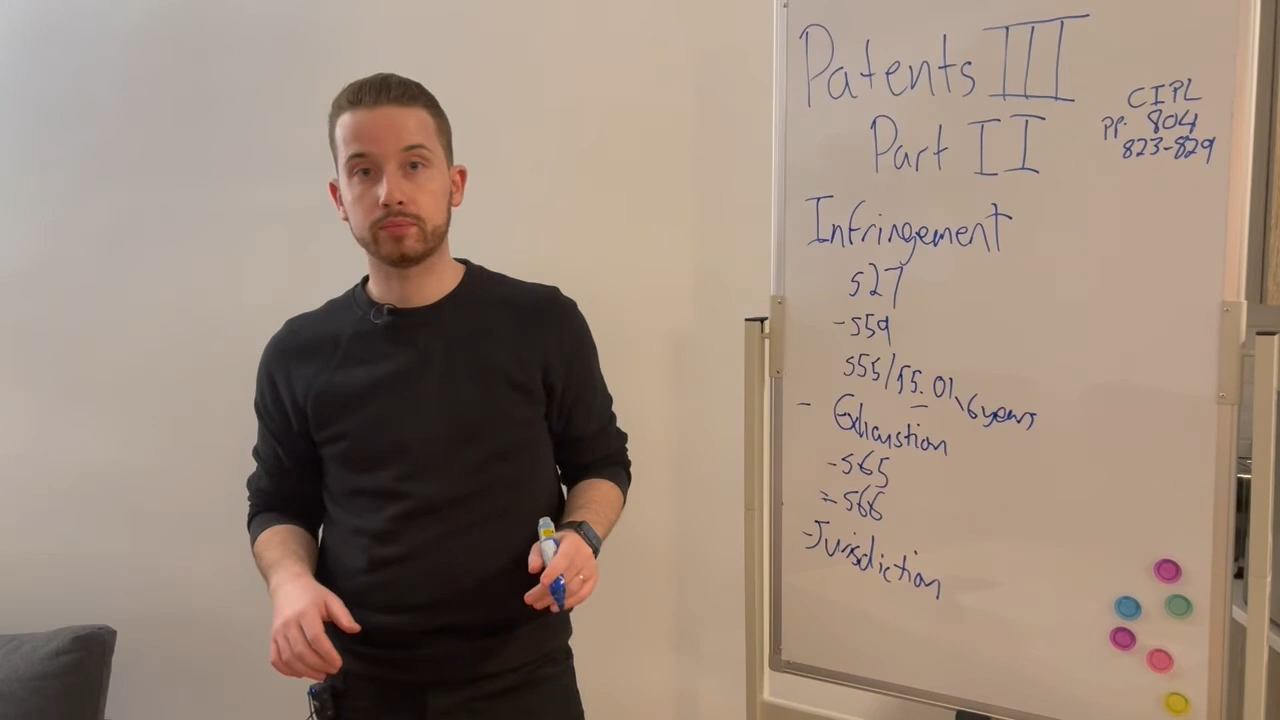 Patents III
Part II
CIPL
pp. 804
823-829
Infringement
s27
- s59
s55/55.01, 6 years
- Exhaustion
- s65
- s66
- Jurisdiction